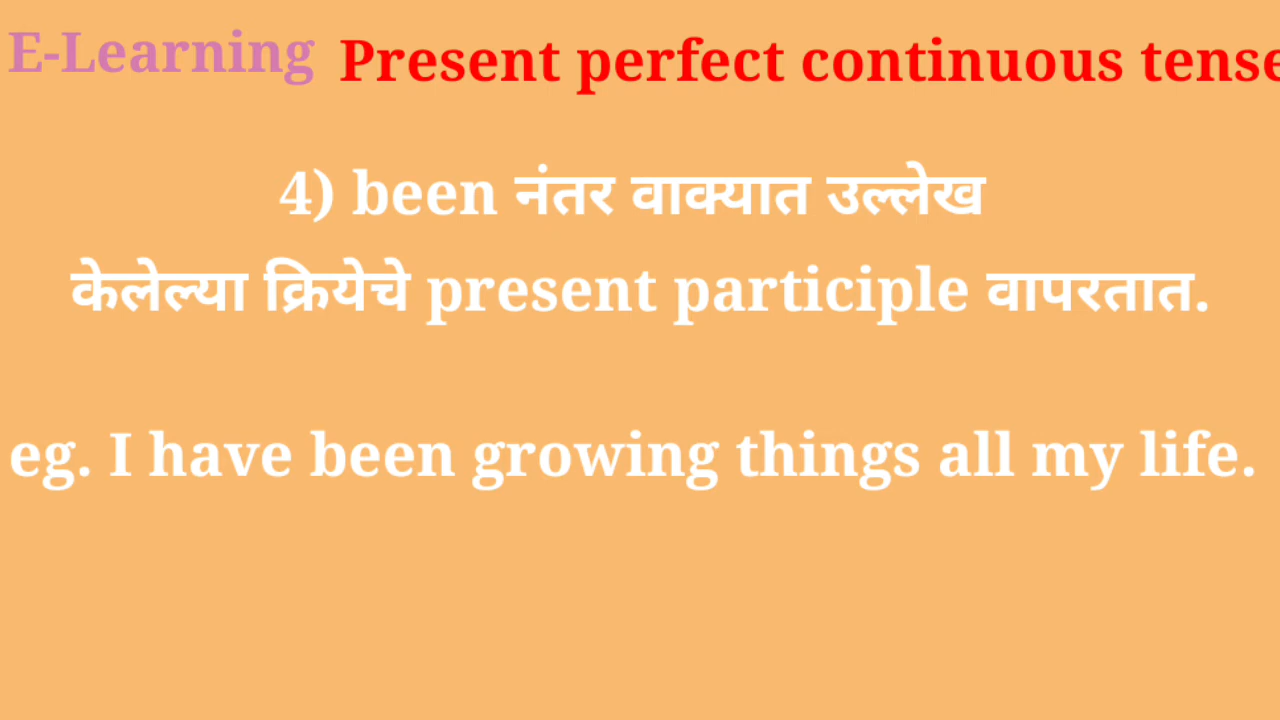 E-Learning Present perfect continuous tense
4) been नंतर वाक्यात उल्लेख
केलेल्या क्रियेचे present participle वापरतात.
eg. I have been growing things all my life.